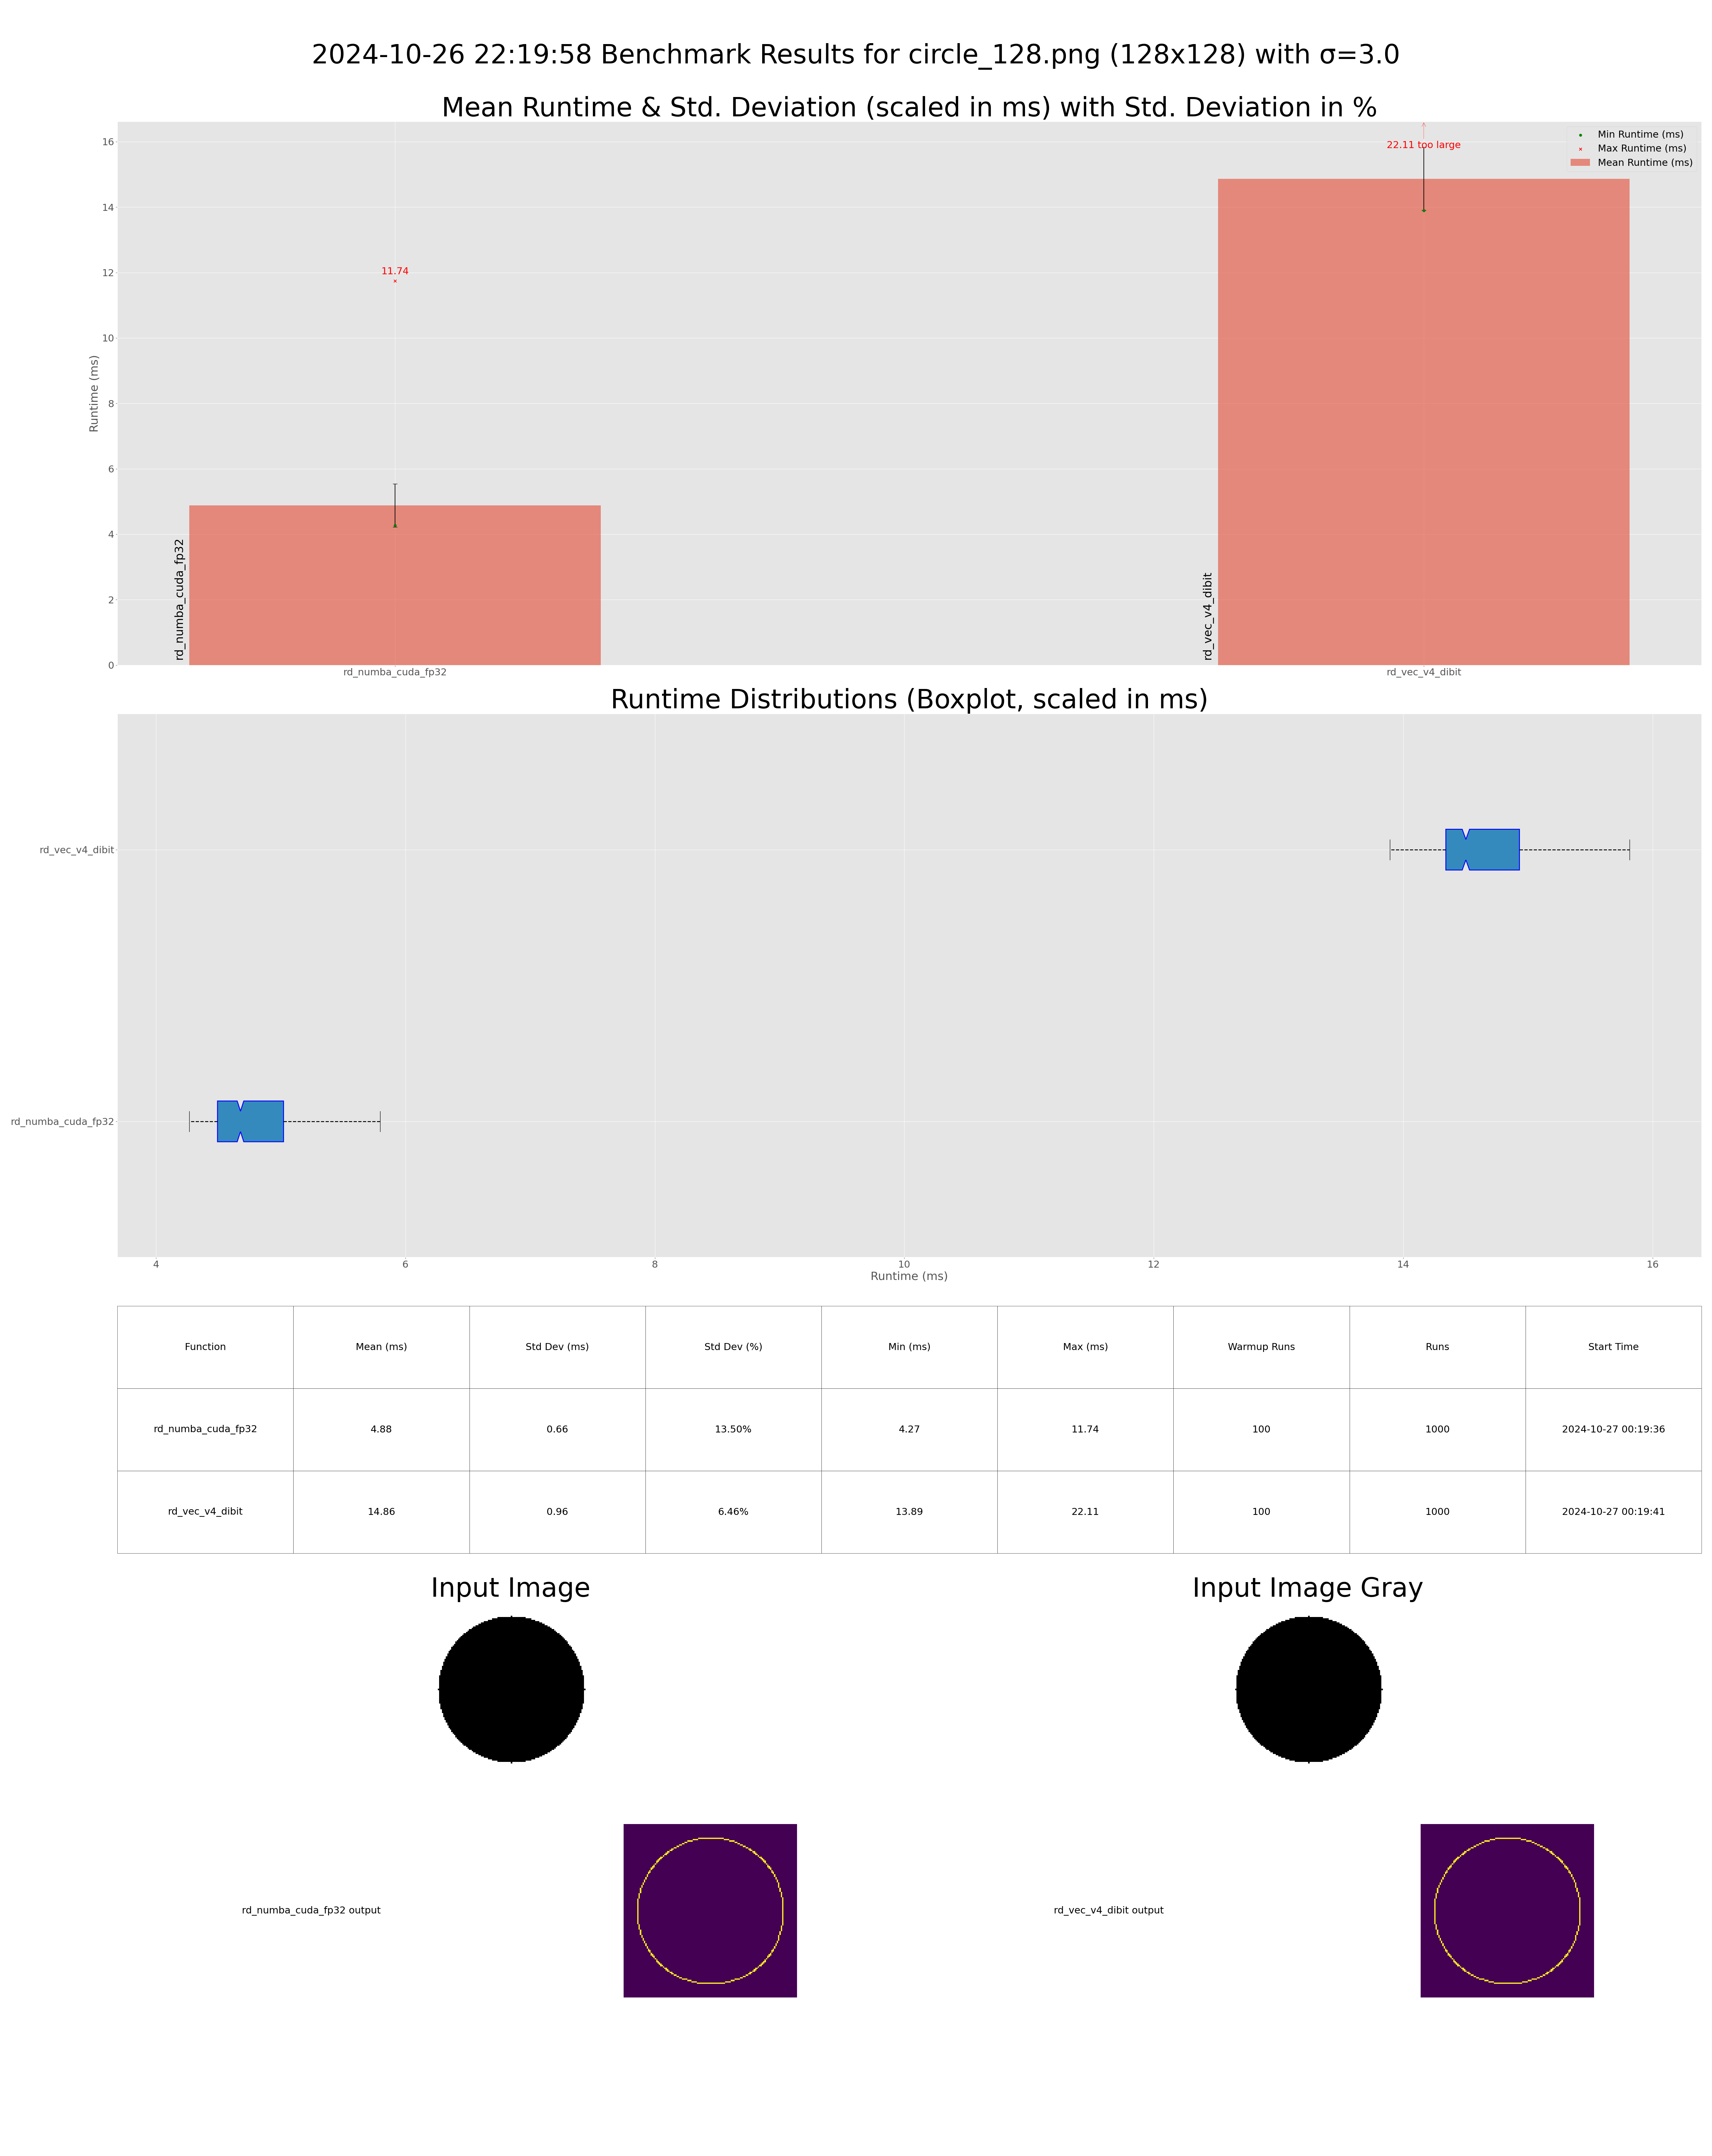 2024-10-26 22:19:58 Benchmark Results for circle_128.png (128x128) with σ=3.0
Mean Runtime & Std. Deviation (scaled in ms) with Std. Deviation in %
16
14
12
10
8
6
4
2
0
Runtime (ms)
22.11 too large
Min Runtime (ms)
Max Runtime (ms)
Mean Runtime (ms)
11.74
rd_numba_cuda_fp32
rd_vec_v4_dibit
rd_numba_cuda_fp32 rd_vec_v4_dibit
Runtime Distributions (Boxplot, scaled in ms)
rd_vec_v4_dibit
rd_numba_cuda_fp32
4 6 8 10 12 14 16
Runtime (ms)
Function Mean (ms) Std Dev (ms) Std Dev (%) Min (ms) Max (ms) Warmup Runs Runs Start Time
rd_numba_cuda_fp32 4.88 0.66 13.50% 4.27 11.74 100 1000 2024-10-27 00:19:36
rd_vec_v4_dibit 14.86 0.96 6.46% 13.89 22.11 100 1000 2024-10-27 00:19:41
Input Image Input Image Gray
rd_numba_cuda_fp32 output rd_vec_v4_dibit output